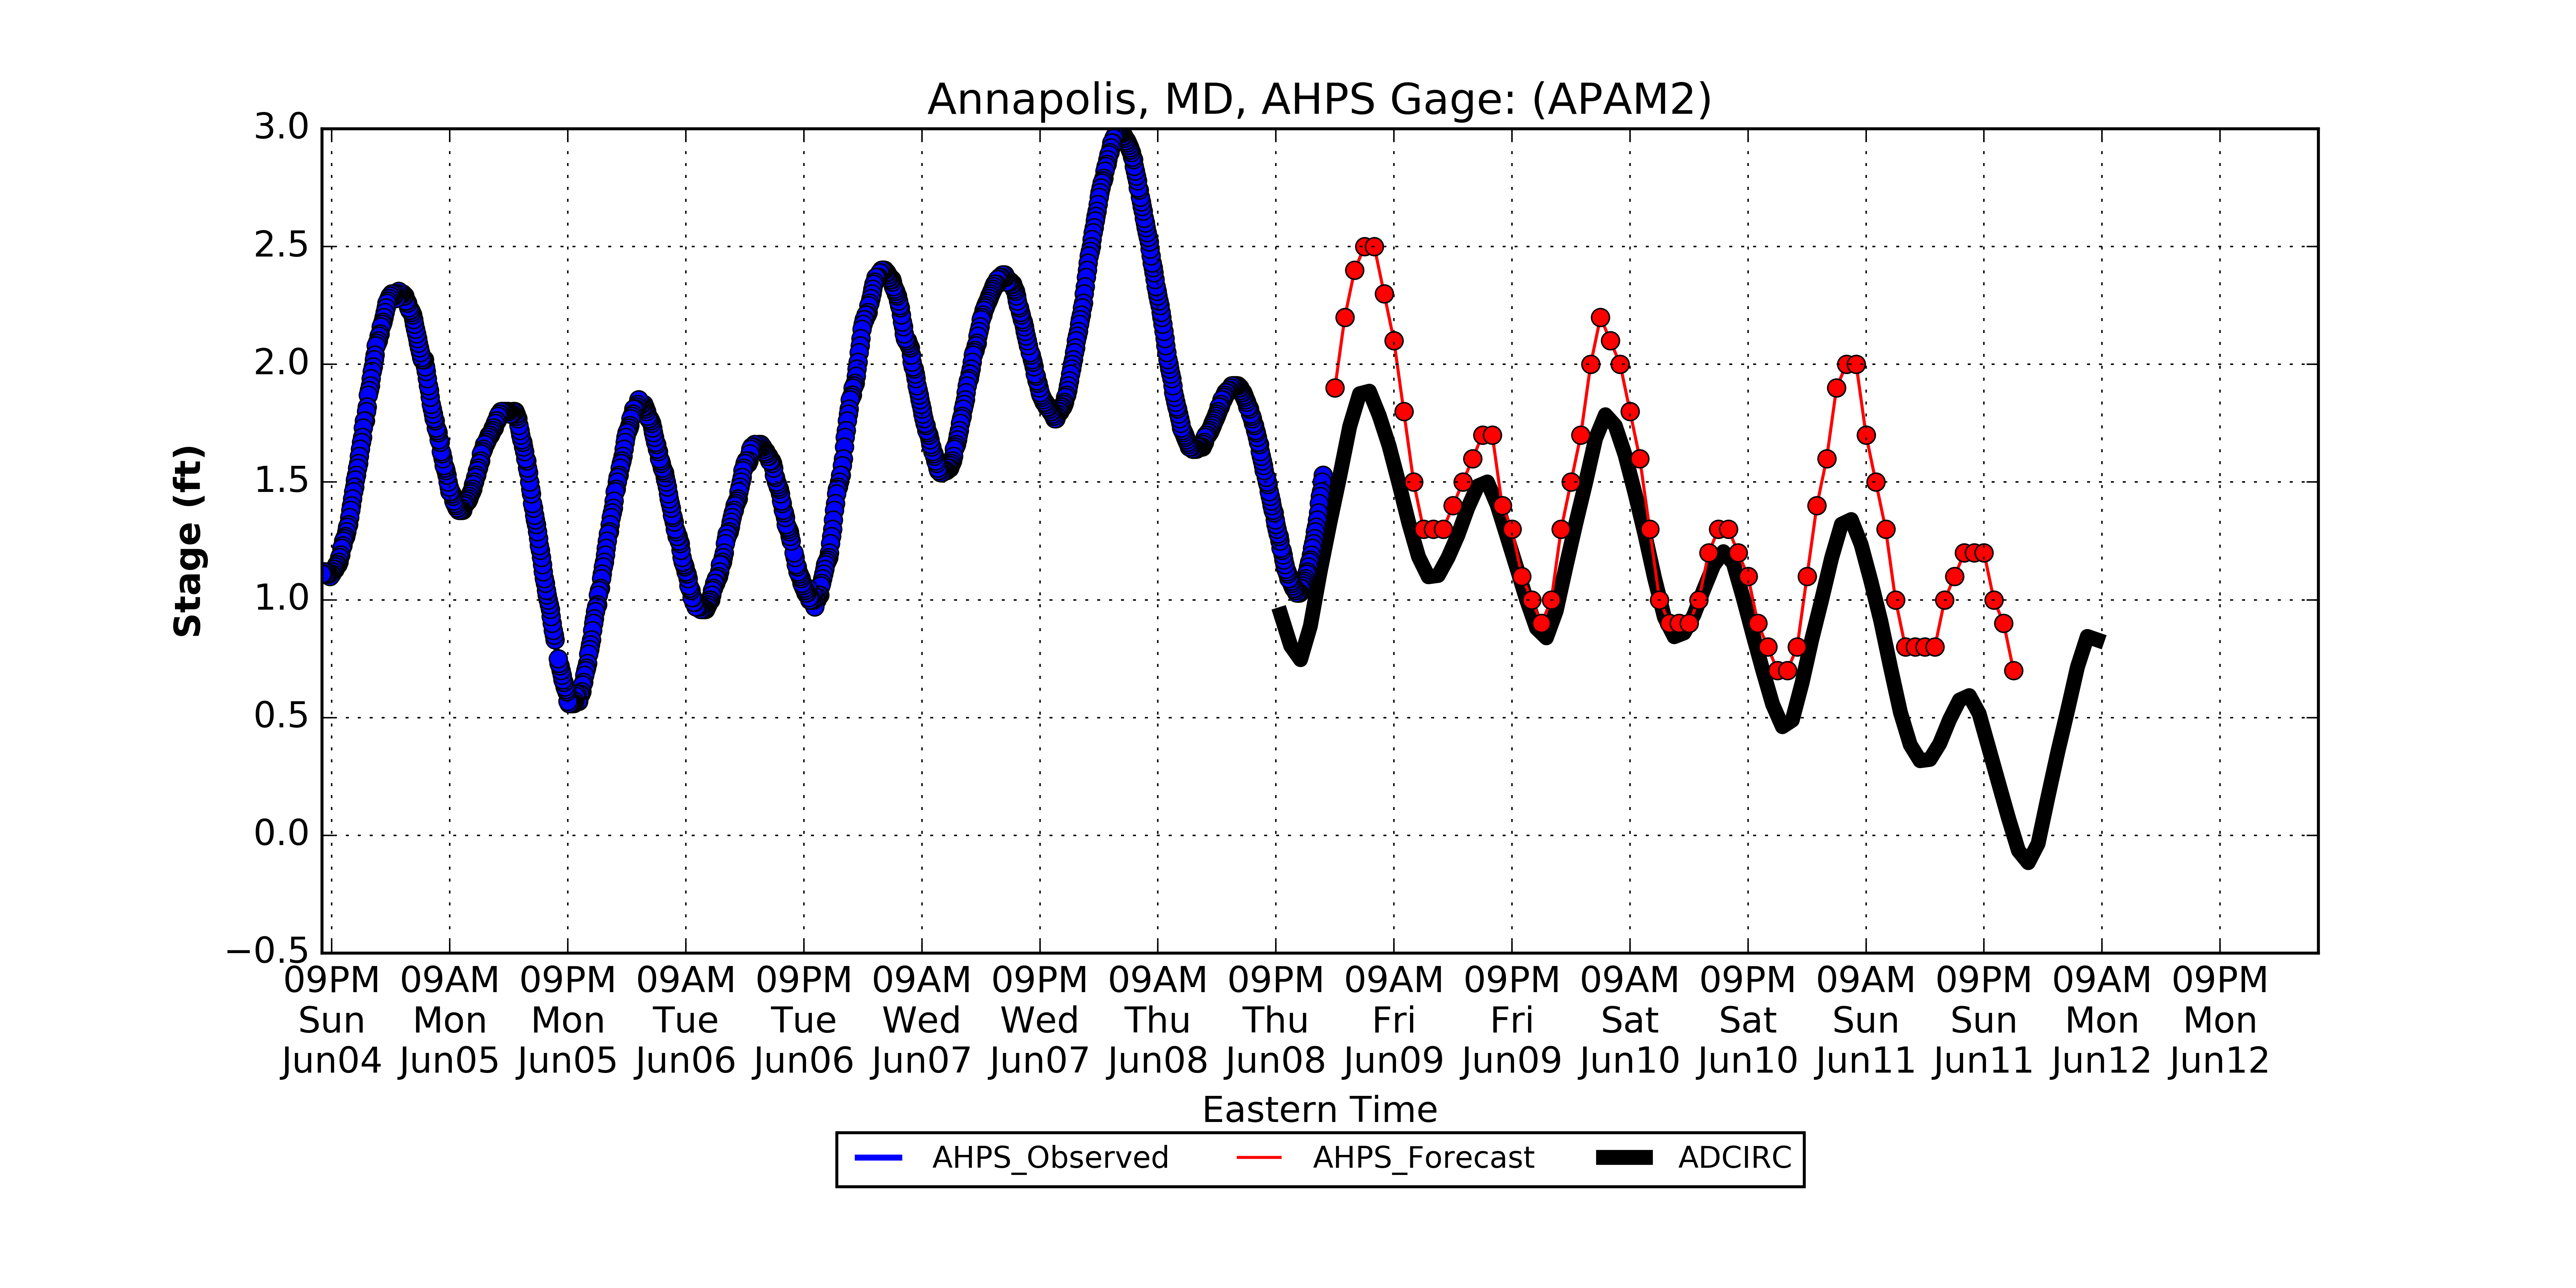 Annapolis, MD, AHPS Gage: (APAM2)
Stage (ft)
3.0
2.5
2.0
1.5
1.0
0.5
0.0
−0.5
09PM 09AM 09PM 09AM 09PM 09AM 09PM 09AM 09PM 09AM 09PM 09AM 09PM 09AM 09PM 09AM 09PM
Sun Mon Mon Tue Tue Wed Wed Thu Thu Fri Fri Sat Sat Sun Sun Mon Mon
Jun04 Jun05 Jun05 Jun06 Jun06 Jun07 Jun07 Jun08 Jun08 Jun09 Jun09 Jun10 Jun10 Jun11 Jun11 Jun12 Jun12
Eastern Time
AHPS_Observed AHPS_Forecast ADCIRC